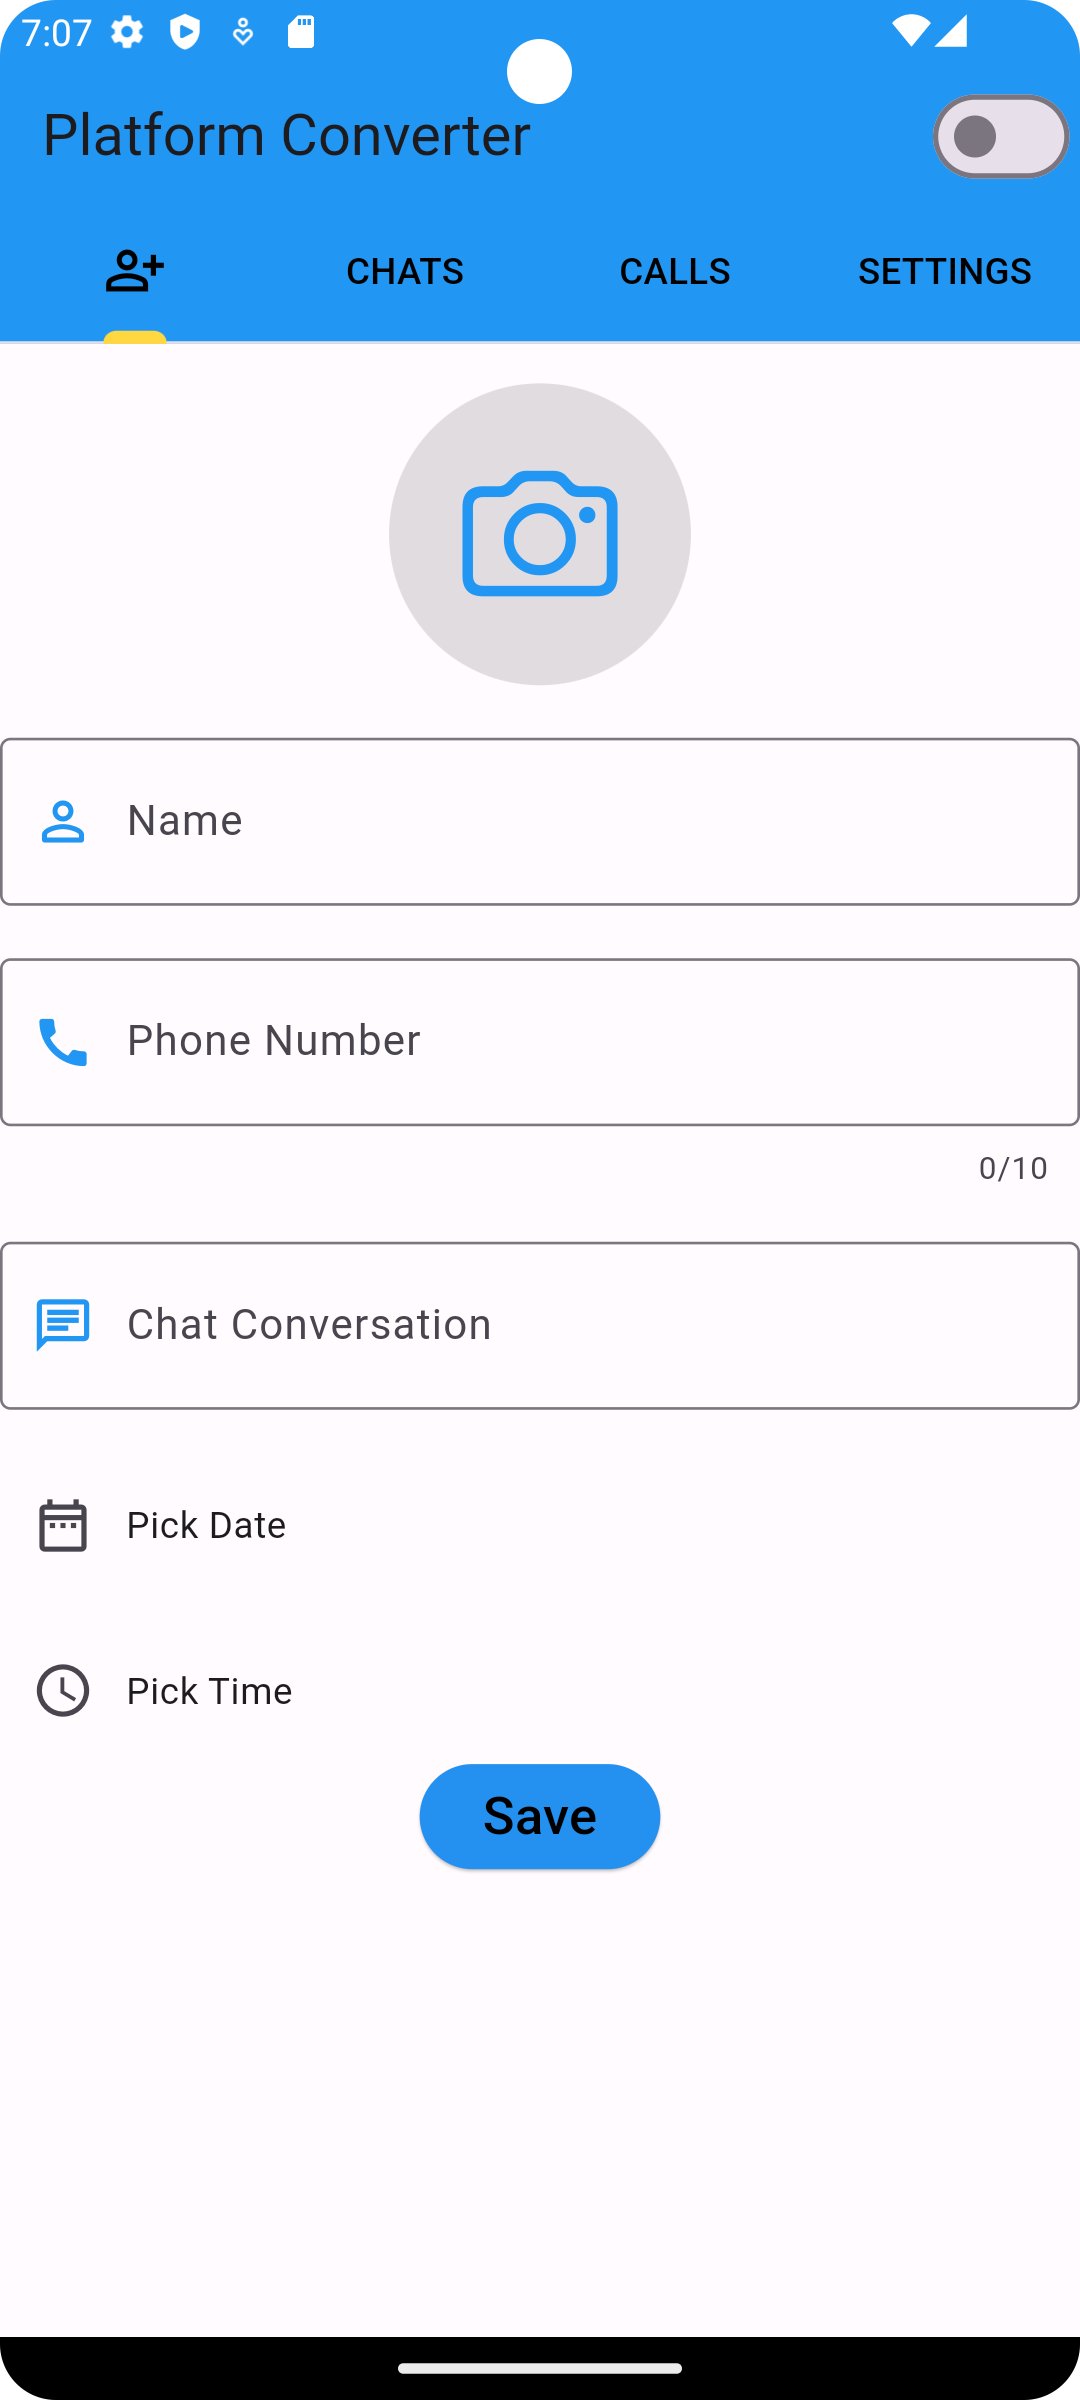 7:07
Platform Converter
CHATS CALLS SETTINGS
Name
Phone Number
0/10
Chat Conversation
Pick Date
Pick Time
Save